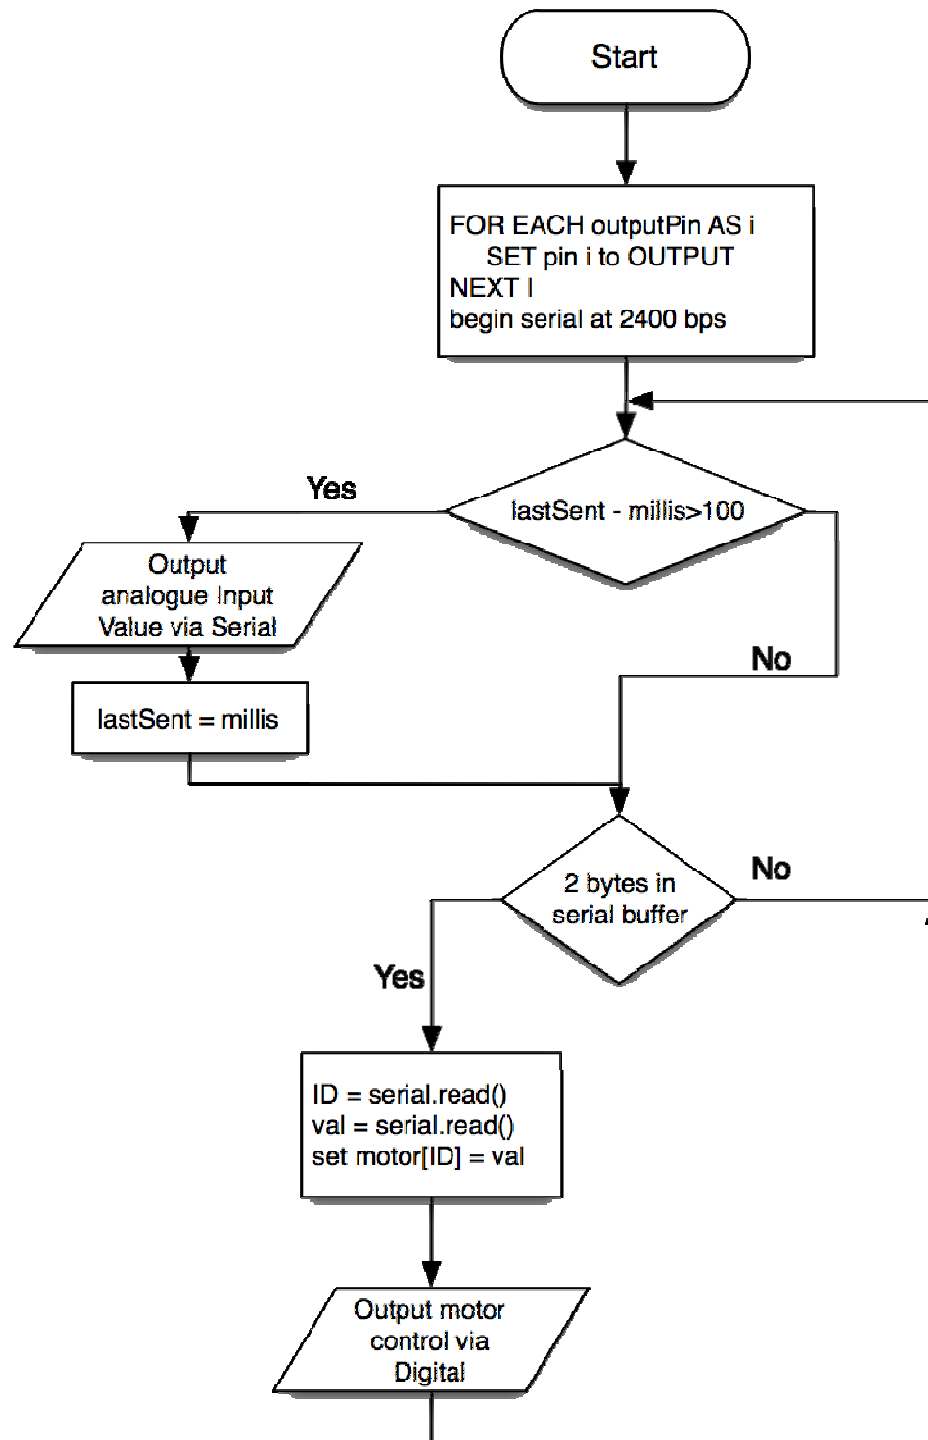 Start
FOR EACH outputPin AS i
SET pin i to OUTPUT
NEXT I
begin serial at 2400 bps
Yes
lastSent - millis>100
Output
analogue Input
Value via Serial
No
lastSent = millis
2 bytes in
serial buffer
No
Yes
ID = serial.read()
val = serial.read()
set motor[ID] = val
Output motor
control via
Digital